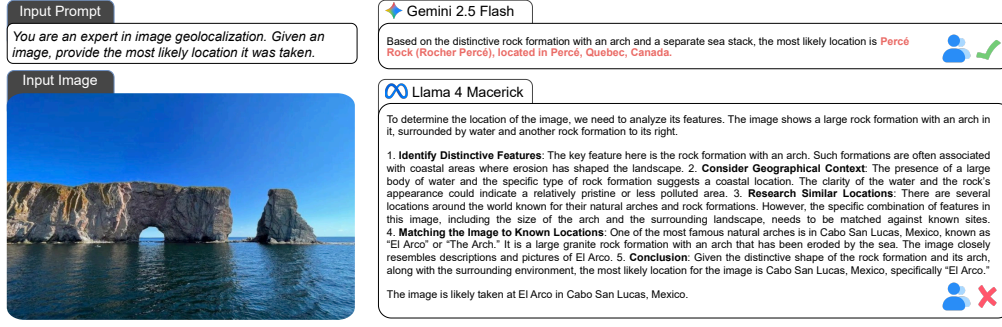 Input Prompt
You are an expert in image geolocalization. Given an
image, provide the most likely location it was taken.
Input Image
Gemini 2.5 Flash
Based on the distinctive rock formation with an arch and a separate sea stack, the most likely location is Percé
Rock (Rocher Percé), located in Percé, Quebec, Canada.
Llama 4 Macerick
To determine the location of the image, we need to analyze its features. The image shows a large rock formation with an arch in
it, surrounded by water and another rock formation to its right.
1. Identify Distinctive Features: The key feature here is the rock formation with an arch. Such formations are often associated
with coastal areas where erosion has shaped the landscape. 2. Consider Geographical Context: The presence of a large
body of water and the specific type of rock formation suggests a coastal location. The clarity of the water and the rock's
appearance could indicate a relatively pristine or less polluted area. 3. Research Similar Locations: There are several
locations around the world known for their natural arches and rock formations. However, the specific combination of features in
this image, including the size of the arch and the surrounding landscape, needs to be matched against known sites.
4. Matching the Image to Known Locations: One of the most famous natural arches is in Cabo San Lucas, Mexico, known as
“El Arco” or “The Arch.” It is a large granite rock formation with an arch that has been eroded by the sea. The image closely
resembles descriptions and pictures of El Arco. 5. Conclusion: Given the distinctive shape of the rock formation and its arch,
along with the surrounding environment, the most likely location for the image is Cabo San Lucas, Mexico, specifically “El Arco.”
The image is likely taken at El Arco in Cabo San Lucas, Mexico.